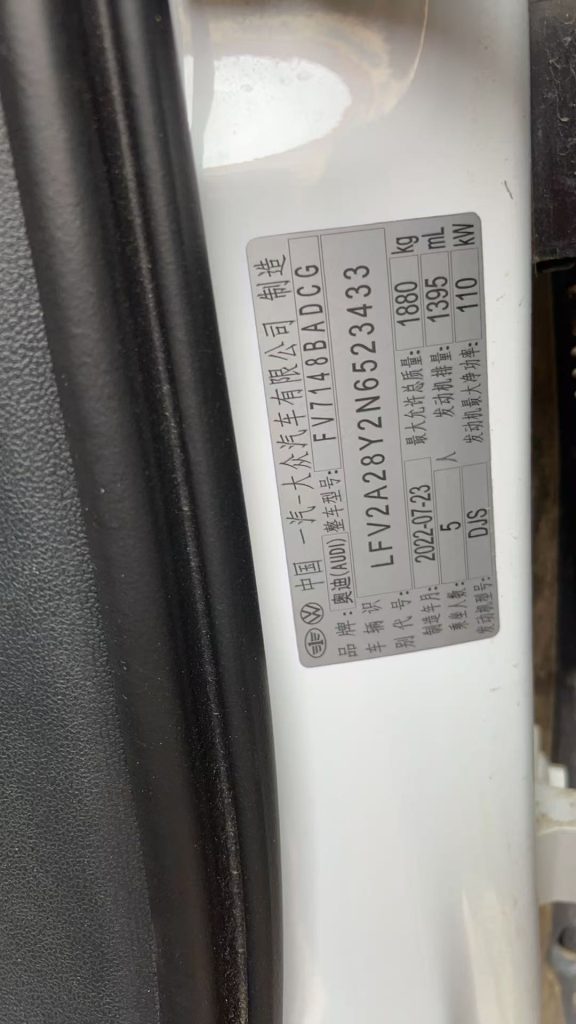 中国 一汽-大众汽车有限公司 制造
品牌: 奥迪(AUDI) 整车型号: FV7148BADCG
车辆识别代号: LFV2A28Y2N6523433
制造年月: 2022-07-23 最大允许总质量: 1880 kg
乘坐人数: 5 人 发动机排量: 1395 mL
发动机型号: DJS 发动机最大净功率: 110 kW